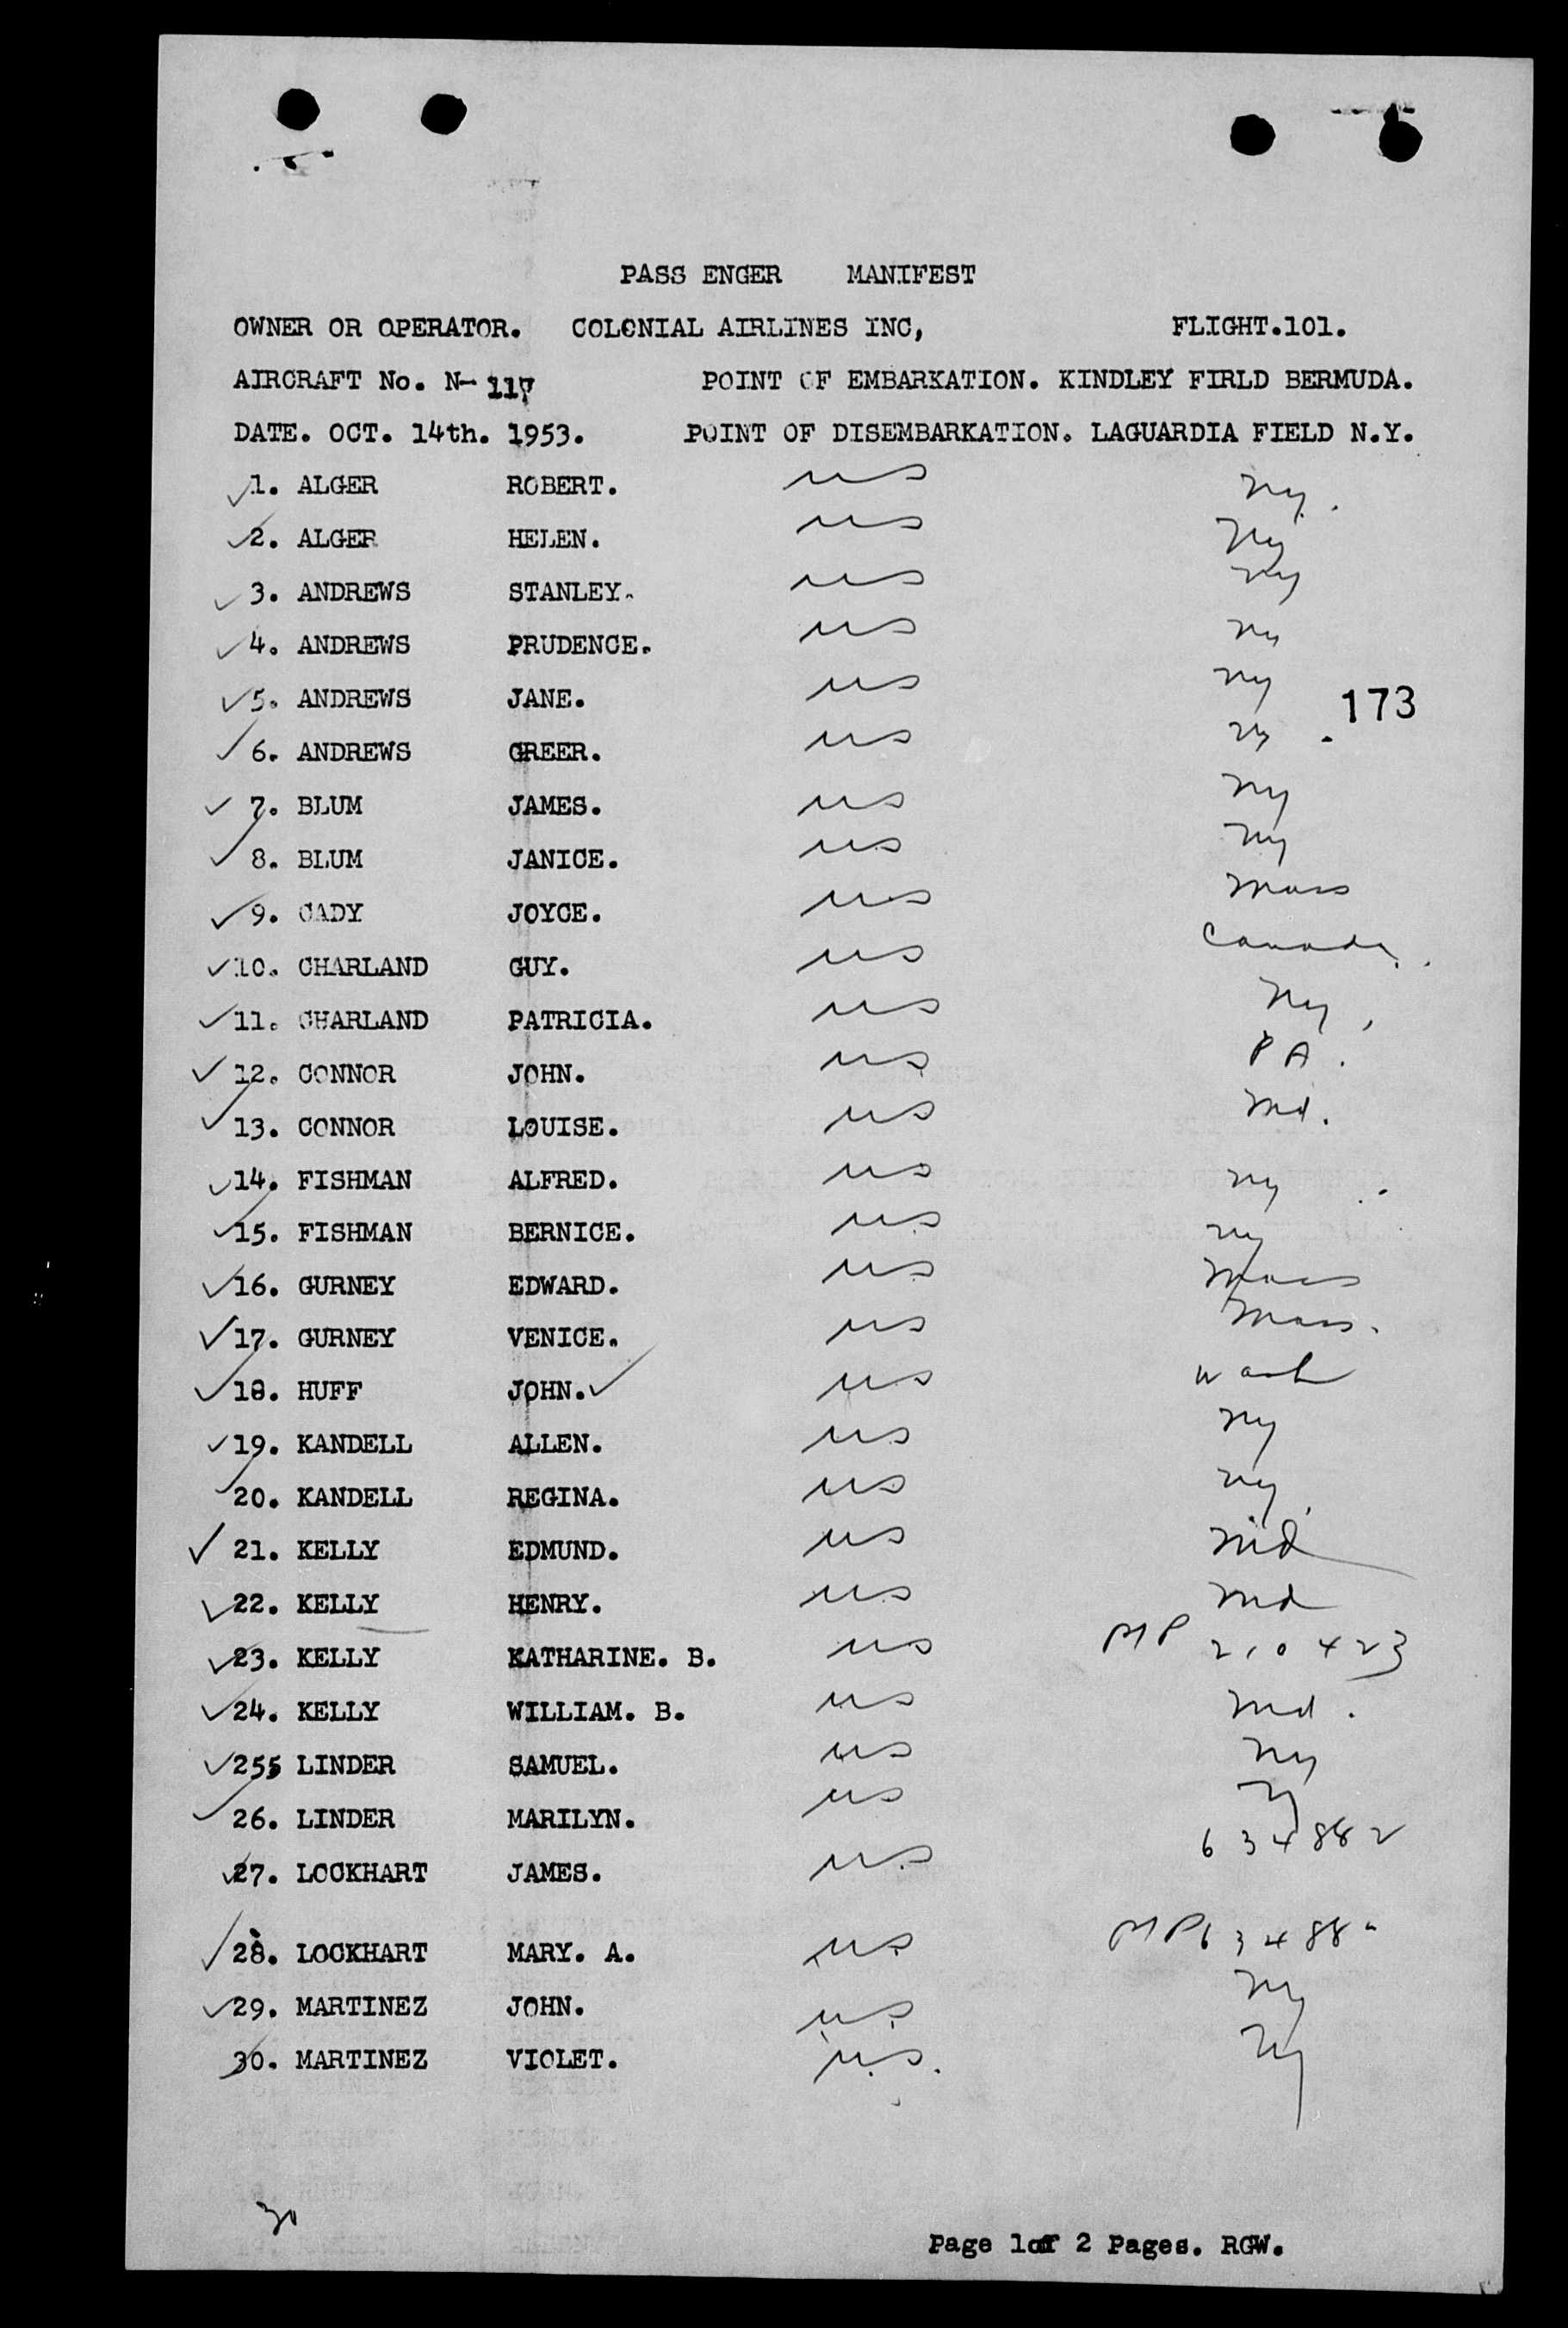 PASS ENGER MANIFEST
OWNER OR OPERATOR. COLONIAL AIRLINES INC, FLIGHT.101.
AIRCRAFT No. N-117 POINT OF EMBARKATION. KINDLEY FIRLD BERMUDA.
DATE. OCT. 14th. 1953. POINT OF DISEMBARKATION. LAGUARDIA FIELD N.Y.
1. ALGER ROBERT. us ny.
2. ALGER HELEN. us ny
3. ANDREWS STANLEY. us ny
4. ANDREWS PRUDENCE. us ny
5. ANDREWS JANE. us ny
173
6. ANDREWS GREER. us ny
7. BLUM JAMES. us ny
8. BLUM JANICE. us ny
9. CADY JOYCE. us mass
10. CHARLAND GUY. us Canada.
11. CHARLAND PATRICIA. us ny
12. CONNOR JOHN. us PA.
13. CONNOR LOUISE. us md.
14. FISHMAN ALFRED. us ny
15. FISHMAN BERNICE. us ny
16. GURNEY EDWARD. us mass
17. GURNEY VENICE. us mass.
18. HUFF JOHN. us wash
19. KANDELL ALLEN. us ny
20. KANDELL REGINA. us ny
21. KELLY EDMUND. us md
22. KELLY HENRY. us md
23. KELLY KATHARINE. B. us MP 210423
24. KELLY WILLIAM. B. us md.
255 LINDER SAMUEL. us ny
26. LINDER MARILYN. us ny
27. LOCKHART JAMES. us 634882
28. LOCKHART MARY. A. us
29. MARTINEZ JOHN. us ny
30. MARTINEZ VIOLET. u.s. ny
30
Page 1of 2 Pages. RGW.